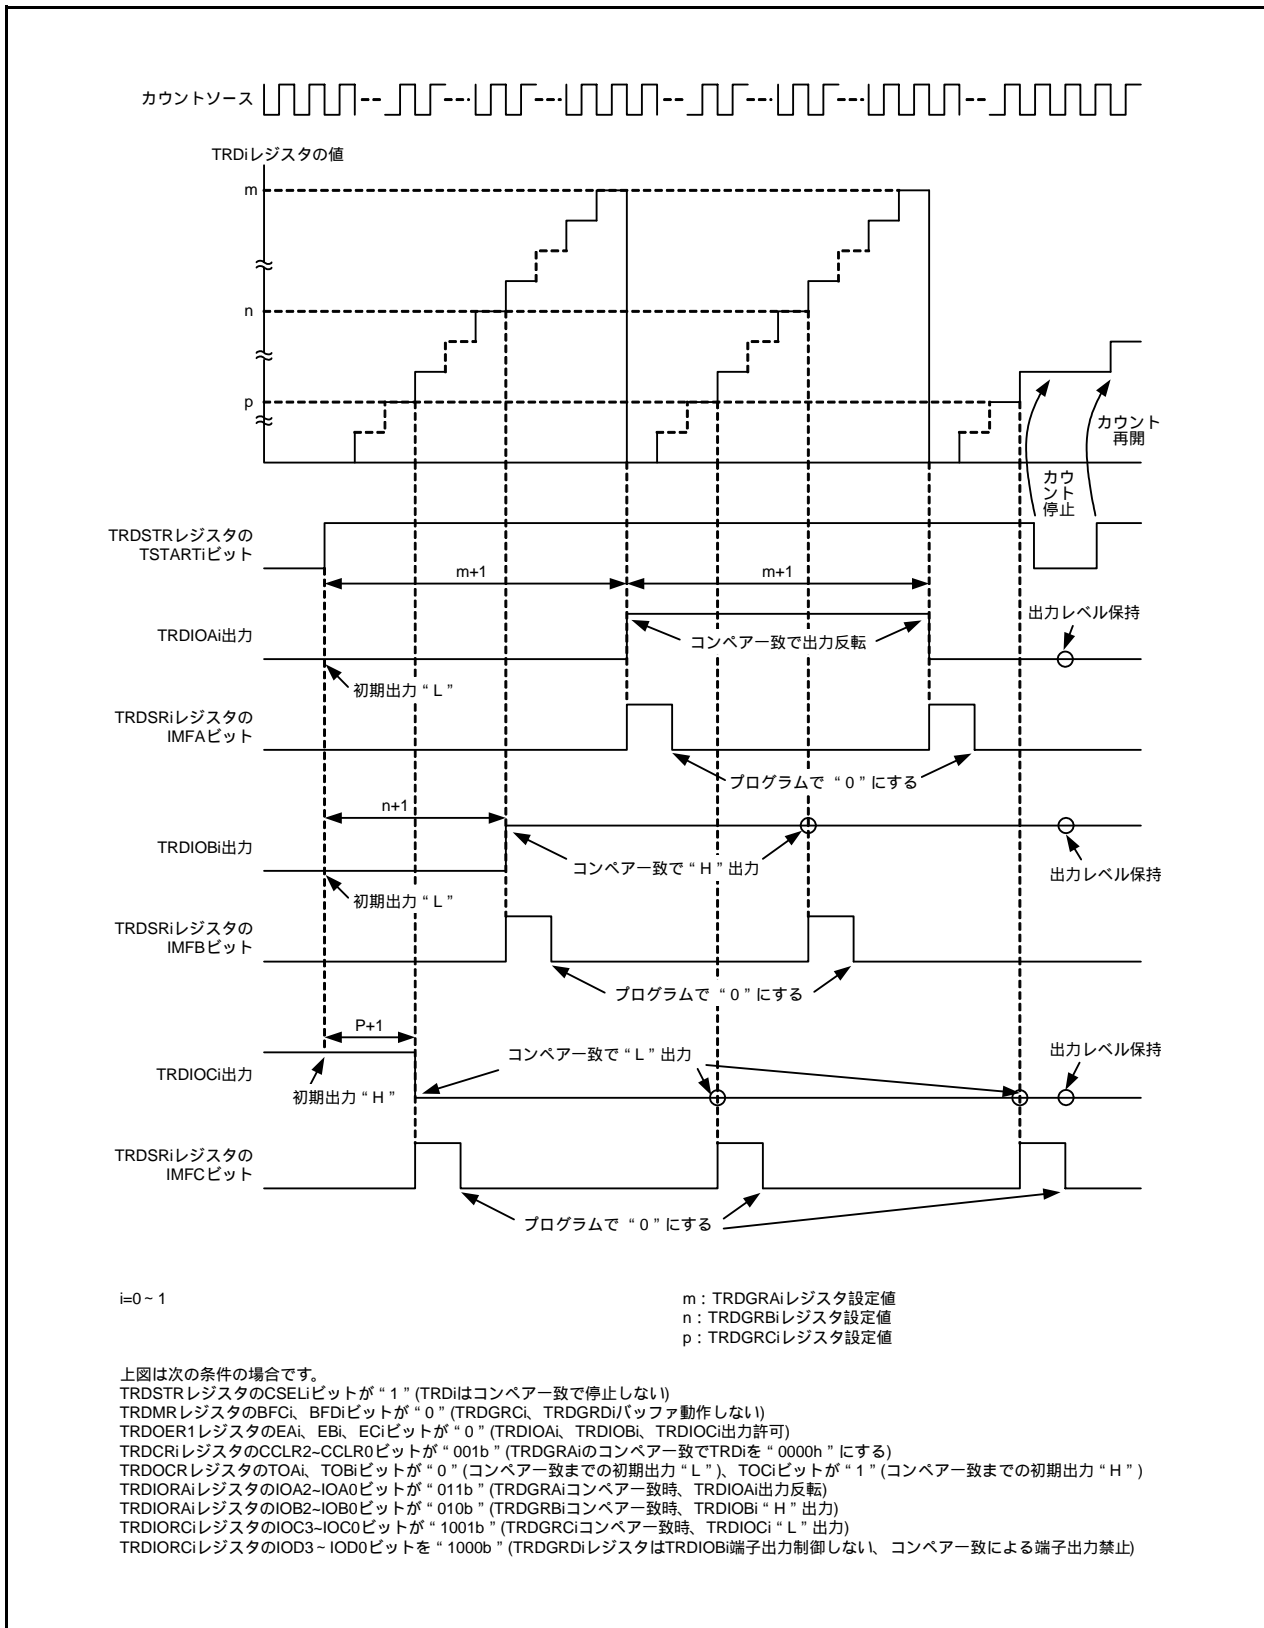 カウントソース
TRDiレジスタの値
m
n
p
カウント
再開
カウ
ント
停止
TRDSTRレジスタの
TSTARTiビット
m+1
m+1
TRDIOAi出力
コンペア一致で出力反転
出力レベル保持
初期出力“L”
TRDSRiレジスタの
IMFAビット
プログラムで“0”にする
n+1
TRDIOBi出力
コンペア一致で“H”出力
出力レベル保持
初期出力“L”
TRDSRiレジスタの
IMFBビット
プログラムで“0”にする
P+1
コンペア一致で“L”出力
出力レベル保持
TRDIOCi出力
初期出力“H”
TRDSRiレジスタの
IMFCビット
プログラムで“0”にする
i=0~1
m:TRDGRAiレジスタ設定値
n:TRDGRBiレジスタ設定値
p:TRDGRCiレジスタ設定値
上図は次の条件の場合です。
TRDSTRレジスタのCSELiビットが“1”(TRDiはコンペア一致で停止しない)
TRDMRレジスタのBFCi、BFDiビットが“0”(TRDGRCi、TRDGRDiバッファ動作しない)
TRDOER1レジスタのEAi、EBi、ECiビットが“0”(TRDIOAi、TRDIOBi、TRDIOCi出力許可)
TRDCRiレジスタのCCLR2~CCLR0ビットが“001b”(TRDGRAiのコンペア一致でTRDiを“0000h”にする)
TRDOCRレジスタのTOAi、TOBiビットが“0”(コンペア一致までの初期出力“L”)、TOCiビットが“1”(コンペア一致までの初期出力“H”)
TRDIORAiレジスタのIOA2~IOA0ビットが“011b”(TRDGRAiコンペア一致時、TRDIOAi出力反転)
TRDIORAiレジスタのIOB2~IOB0ビットが“010b”(TRDGRBiコンペア一致時、TRDIOBi“H”出力)
TRDIORCiレジスタのIOC3~IOC0ビットが“1001b”(TRDGRCiコンペア一致時、TRDIOCi“L”出力)
TRDIORCiレジスタのIOD3~IOD0ビットを“1000b”(TRDGRDiレジスタはTRDIOBi端子出力制御しない、コンペア一致による端子出力禁止)